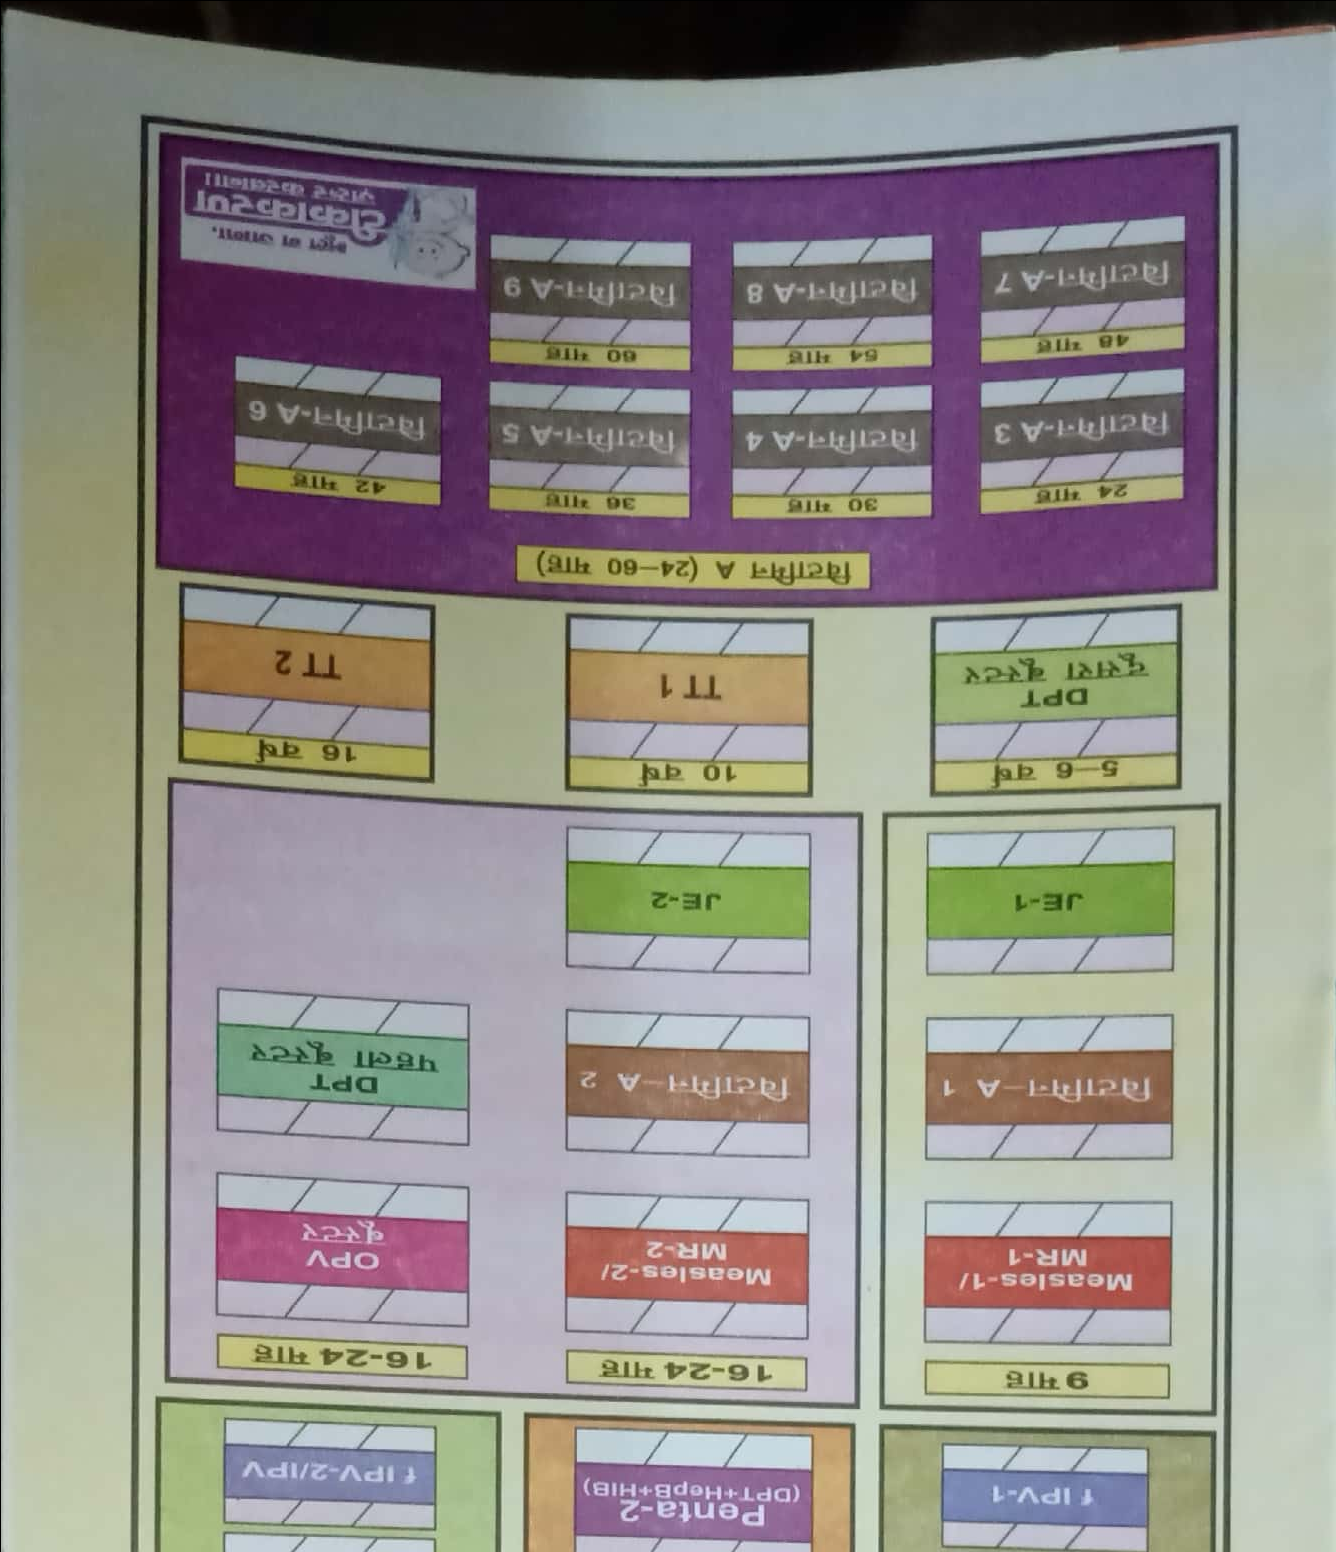 f IPV-1
Penta-2
(DPT+HepB+HIB)
f IPV-2/IPV
9 माह
16-24 माह
16-24 माह
Measles-1/
MR-1
Measles-2/
MR-2
OPV
बूस्टर
विटामिन–A 1
विटामिन–A 2
DPT
पहला बूस्टर
JE-1
JE-2
5–6 वर्ष
10 वर्ष
16 वर्ष
DPT
दूसरा बूस्टर
TT 1
TT 2
विटामिन A (24–60 माह)
24 माह
30 माह
36 माह
42 माह
विटामिन-A 3
विटामिन-A 4
विटामिन-A 5
विटामिन-A 6
48 माह
54 माह
60 माह
विटामिन-A 7
विटामिन-A 8
विटामिन-A 9
भूल न जाना,
टीकाकरण
ज़रूर करवाना।